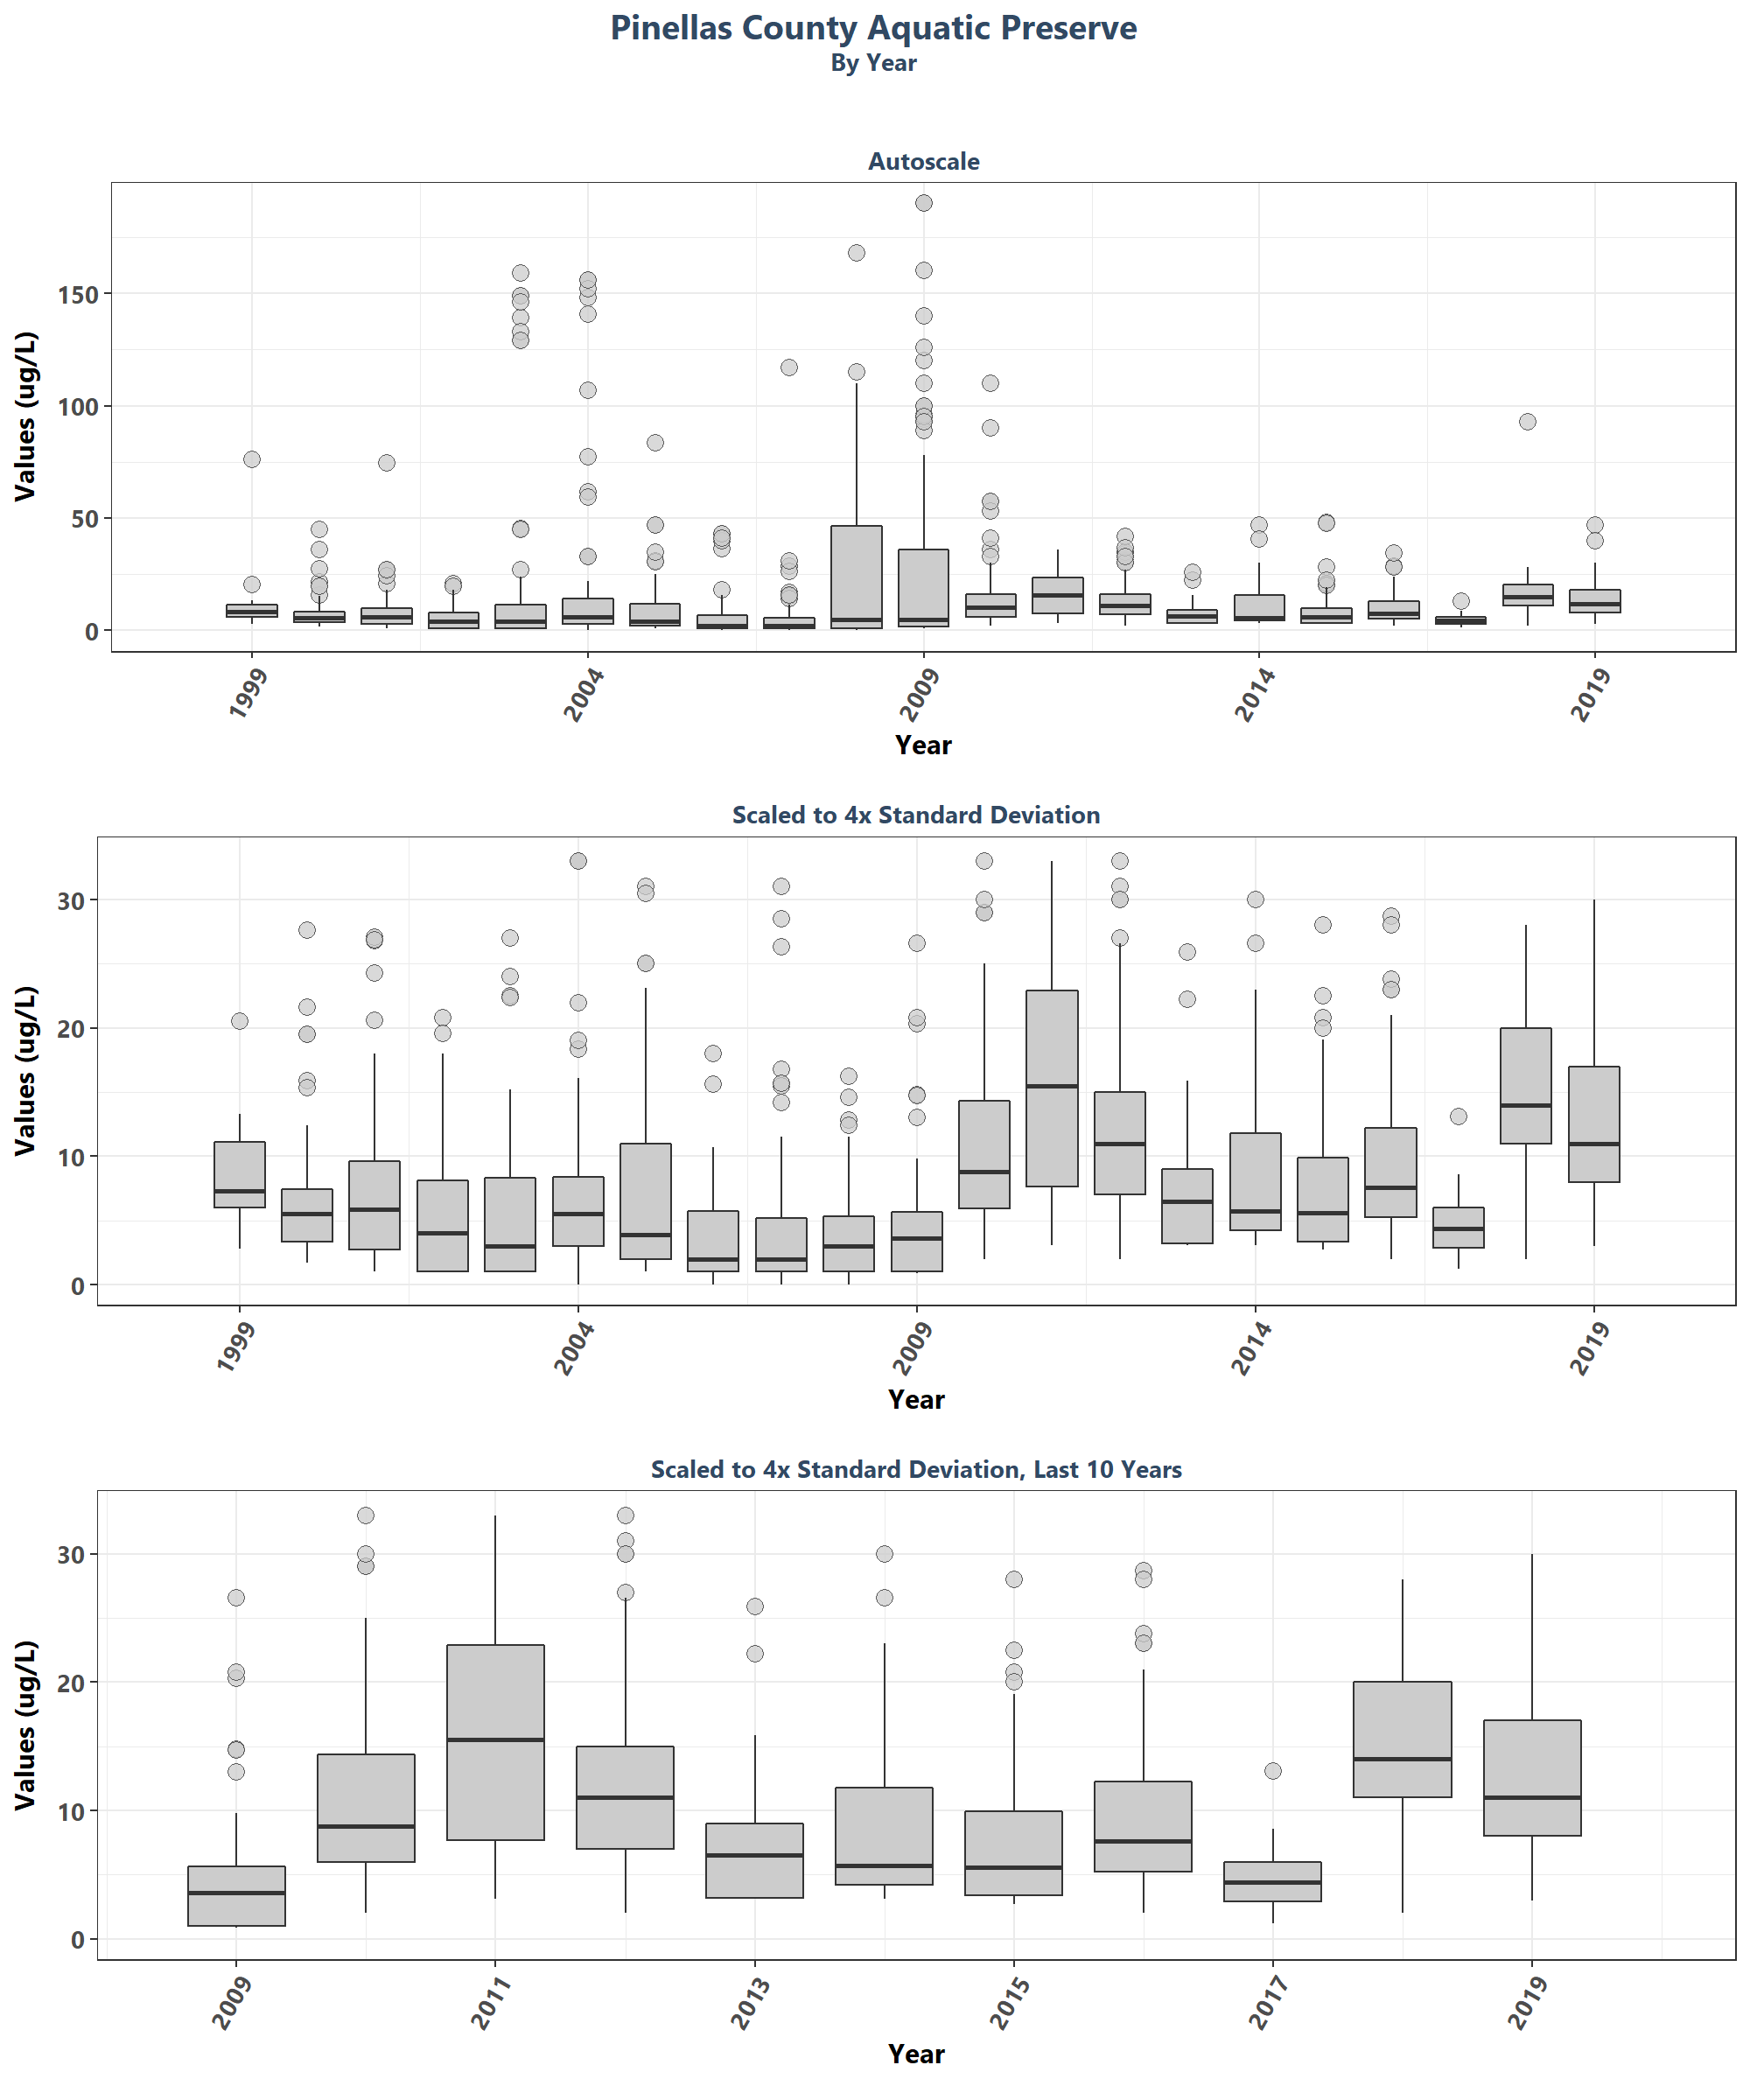 Pinellas County Aquatic Preserve
By Year
Autoscale
Values (ug/L)
150
100
50
0
1999
2004
2009
2014
2019
Year
Scaled to 4x Standard Deviation
Values (ug/L)
30
20
10
0
1999
2004
2009
2014
2019
Year
Scaled to 4x Standard Deviation, Last 10 Years
Values (ug/L)
30
20
10
0
2009
2011
2013
2015
2017
2019
Year